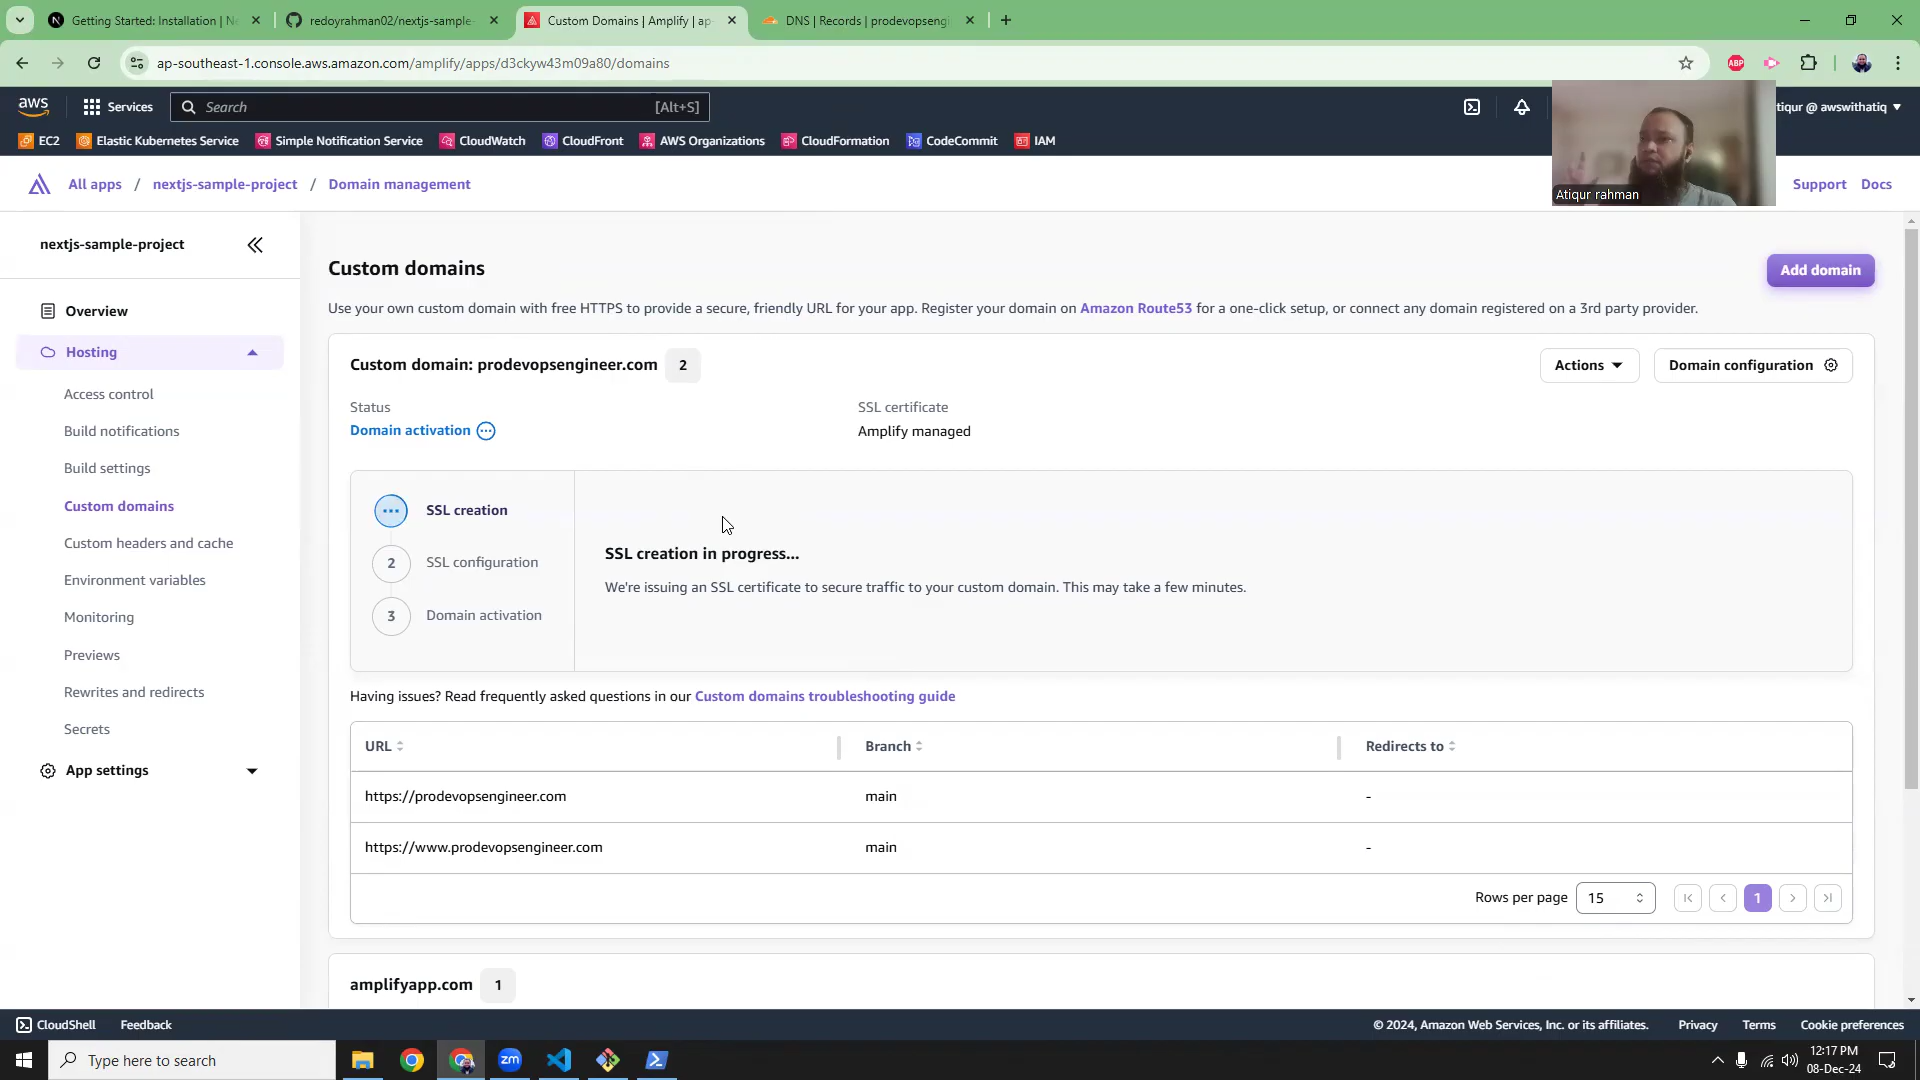 Getting Started: Installation | N
redoyrahman02/nextjs-sample-
Custom Domains | Amplify | ap-
DNS | Records | prodevopsengi
ap-southeast-1.console.aws.amazon.com/amplify/apps/d3ckyw43m09a80/domains
ABP
aws
Services
Search
[Alt+S]
tiqur @ awswithatiq
EC2
Elastic Kubernetes Service
Simple Notification Service
CloudWatch
CloudFront
AWS Organizations
CloudFormation
CodeCommit
IAM
Atiqur rahman
All apps / nextjs-sample-project / Domain management
Support
Docs
nextjs-sample-project
Overview
Hosting
Access control
Build notifications
Build settings
Custom domains
Custom headers and cache
Environment variables
Monitoring
Previews
Rewrites and redirects
Secrets
App settings
Custom domains
Add domain
Use your own custom domain with free HTTPS to provide a secure, friendly URL for your app. Register your domain on Amazon Route53 for a one-click setup, or connect any domain registered on a 3rd party provider.
Custom domain: prodevopsengineer.com 2
Actions
Domain configuration
Status
SSL certificate
Domain activation
Amplify managed
SSL creation
2 SSL configuration
3 Domain activation
SSL creation in progress...
We're issuing an SSL certificate to secure traffic to your custom domain. This may take a few minutes.
Having issues? Read frequently asked questions in our Custom domains troubleshooting guide
URL Branch Redirects to
https://prodevopsengineer.com main -
https://www.prodevopsengineer.com main -
Rows per page 15 1
amplifyapp.com 1
CloudShell
Feedback
© 2024, Amazon Web Services, Inc. or its affiliates.
Privacy
Terms
Cookie preferences
Type here to search
zm
12:17 PM
08-Dec-24